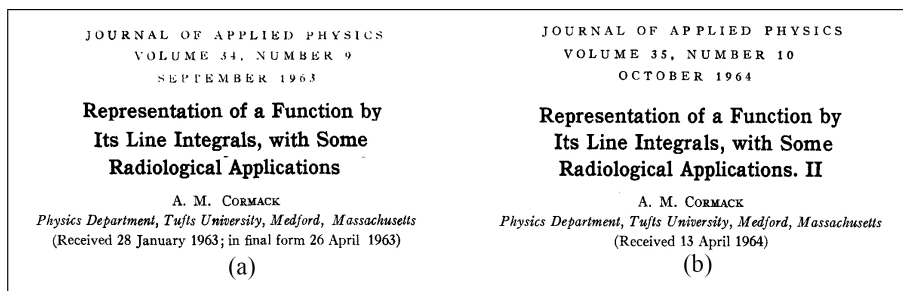 JOURNAL OF APPLIED PHYSICS
VOLUME 34, NUMBER 9
SEPTEMBER 1963
Representation of a Function by
Its Line Integrals, with Some
Radiological Applications
A. M. CORMACK
Physics Department, Tufts University, Medford, Massachusetts
(Received 28 January 1963; in final form 26 April 1963)
(a)
JOURNAL OF APPLIED PHYSICS
VOLUME 35, NUMBER 10
OCTOBER 1964
Representation of a Function by
Its Line Integrals, with Some
Radiological Applications. II
A. M. CORMACK
Physics Department, Tufts University, Medford, Massachusetts
(Received 13 April 1964)
(b)